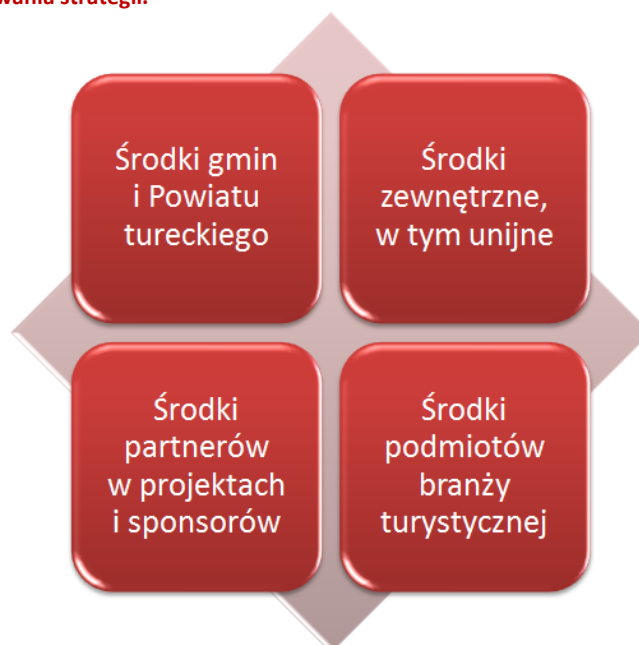 wania strategii.
Środki gmin
i Powiatu
tureckiego
Środki
zewnętrzne,
w tym unijne
Środki
partnerów
w projektach
i sponsorów
Środki
podmiotów
branży
turystycznej